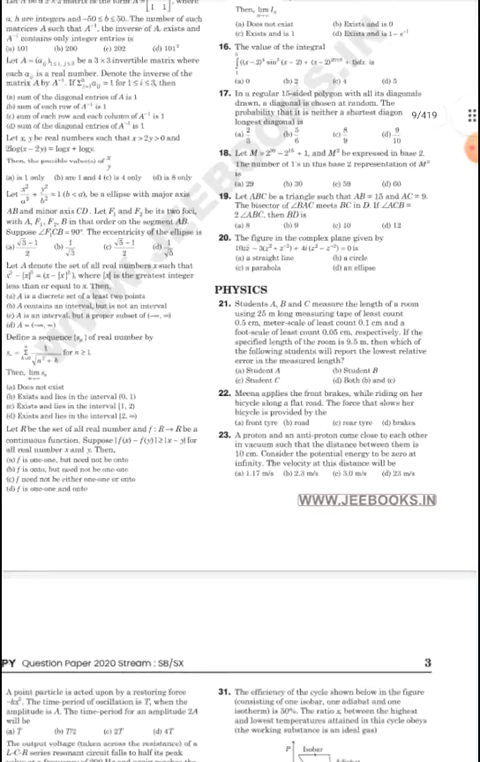 a, b are integers and −50 ≤ b ≤ 50. The number of such
matrices A such that A⁻¹, the inverse of A, exists and
A⁻¹ contains only integer entries is
(a) 101 (b) 200 (c) 202 (d) 101²
be a 3 × 3 invertible matrix where
each aᵢⱼ is a real number. Denote the inverse of the
matrix A by A⁻¹. If Σ aᵢⱼ = 1 for 1 ≤ i ≤ 3, then
(a) sum of the diagonal entries of A is 1
(b) sum of each row of A⁻¹ is 1
(c) sum of each row and each column of A⁻¹ is 1
(d) sum of the diagonal entries of A⁻¹ is 1
Let x, y be real numbers such that x > 2y > 0 and
2log(x − 2y) = logx + logy.
Then, the possible value(s) of x/y
(a) is 1 only (b) are 1 and 4 (c) is 4 only (d) is 8 only
Let x²/a² + y²/b² = 1 (b < a), be a ellipse with major axis
AB and minor axis CD. Let F₁ and F₂ be its two foci,
with A, F₁, F₂, B in that order on the segment AB.
Suppose ∠F₁CB = 90°. The eccentricity of the ellipse is
(a) (√3 − 1)/2 (b) 1/√3 (c) (√5 − 1)/2 (d) 1/√5
Let A denote the set of all real numbers x such that
x³ − [x]³ = (x − [x])³, where [x] is the greatest integer
less than or equal to x. Then,
(a) A is a discrete set of at least two points
(b) A contains an interval, but is not an interval
(c) A is an interval, but a proper subset of (−∞, ∞)
(d) A = (−∞, ∞)
Define a sequence {sₙ} of real number by
for n ≥ 1.
Then, lim sₙ
(a) Does not exist
(b) Exists and lies in the interval (0, 1)
(c) Exists and lies in the interval [1, 2)
(d) Exists and lies in the interval [2, ∞)
Let R be the set of all real number and f : R → R be a
continuous function. Suppose |f(x) − f(y)| ≥ |x − y| for
all real number x and y. Then,
(a) f is one-one, but need not be onto
(b) f is onto, but need not be one-one
(c) f need not be either one-one or onto
(d) f is one-one and onto
Then, lim Iₙ
(a) Does not exist (b) Exists and is 0
(c) Exists and is 1 (d) Exists and is 1 − e⁻¹
16. The value of the integral
is
(a) 0 (b) 2 (c) 4 (d) 5
17. In a regular 15-sided polygon with all its diagonals
drawn, a diagonal is chosen at random. The
probability that it is neither a shortest diagon
longest diagonal is
(a) 2/3 (b) 5/6 (c) 8/9 (d) 9/10
9/419
18. Let M = 2³⁰ − 2¹⁵ + 1, and M² be expressed in base 2.
The number of 1's in this base 2 representation of M²
is
(a) 29 (b) 30 (c) 59 (d) 60
19. Let ABC be a triangle such that AB = 15 and AC = 9.
The bisector of ∠BAC meets BC in D. If ∠ACB =
2 ∠ABC, then BD is
(a) 8 (b) 9 (c) 10 (d) 12
20. The figure in the complex plane given by
is
(a) a straight line (b) a circle
(c) a parabola (d) an ellipse
PHYSICS
21. Students A, B and C measure the length of a room
using 25 m long measuring tape of least count
0.5 cm, meter-scale of least count 0.1 cm and a
foot-scale of least count 0.05 cm, respectively. If the
specified length of the room is 9.5 m, then which of
the following students will report the lowest relative
error in the measured length?
(a) Student A (b) Student B
(c) Student C (d) Both (b) and (c)
22. Meena applies the front brakes, while riding on her
bicycle along a flat road. The force that slows her
bicycle is provided by the
(a) front tyre (b) road (c) rear tyre (d) brakes
23. A proton and an anti-proton come close to each other
in vacuum such that the distance between them is
10 cm. Consider the potential energy to be zero at
infinity. The velocity at this distance will be
(a) 1.17 m/s (b) 2.3 m/s (c) 3.0 m/s (d) 23 m/s
WWW.JEEBOOKS.IN
PY Question Paper 2020 Stream : SB/SX
3
A point particle is acted upon by a restoring force
−kx³. The time-period of oscillation is T, when the
amplitude is A. The time-period for an amplitude 2A
will be
(a) T (b) T/2 (c) 2T (d) 4T
The output voltage (taken across the resistance) of a
L-C-R series resonant circuit falls to half its peak
31. The efficiency of the cycle shown below in the figure
(consisting of one isobar, one adiabat and one
isotherm) is 50%. The ratio x, between the highest
and lowest temperatures attained in this cycle obeys
(the working substance is an ideal gas)
P
Isobar